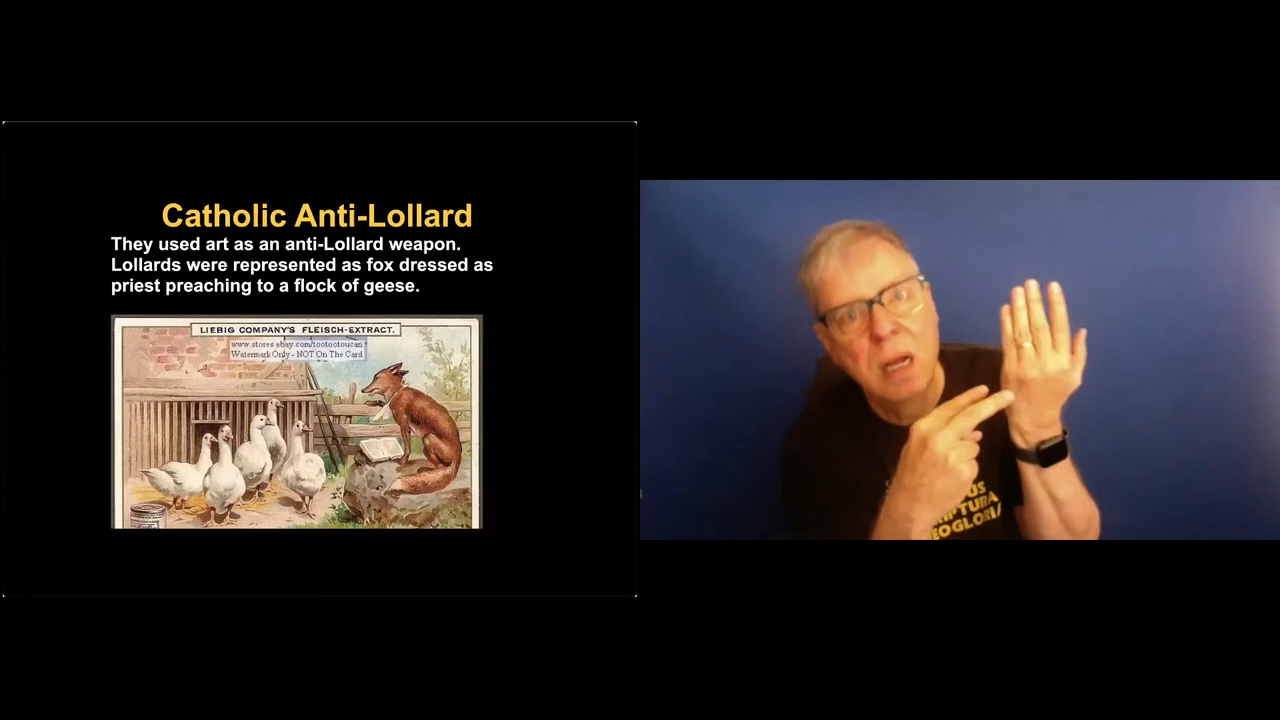 Catholic Anti-Lollard
They used art as an anti-Lollard weapon.
Lollards were represented as fox dressed as
priest preaching to a flock of geese.
LIEBIG COMPANY'S FLEISCH-EXTRACT.
www.stores.ebay.com/tootootoucan
Watermark Only - NOT On The Card